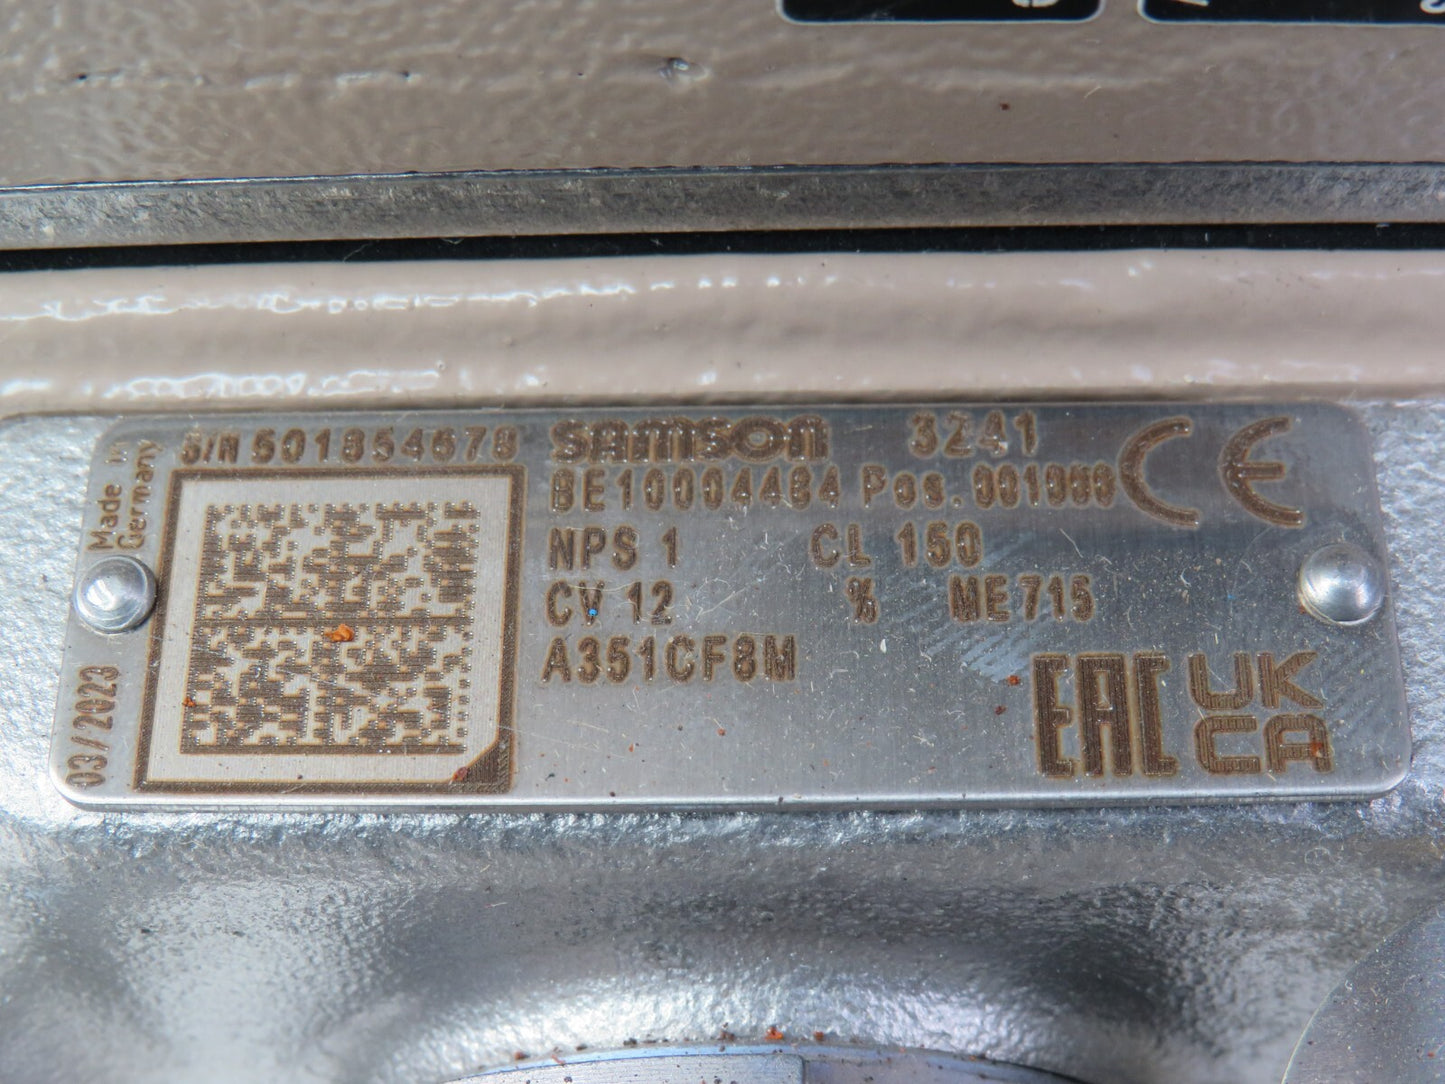 Made in
Germany
S/N 501854678
SAMSON 3241
BE10004484 Pos. 001000
CE
NPS 1 CL 150
CV 12 % ME715
A351CF8M
EAC
UK
CA
03/2023